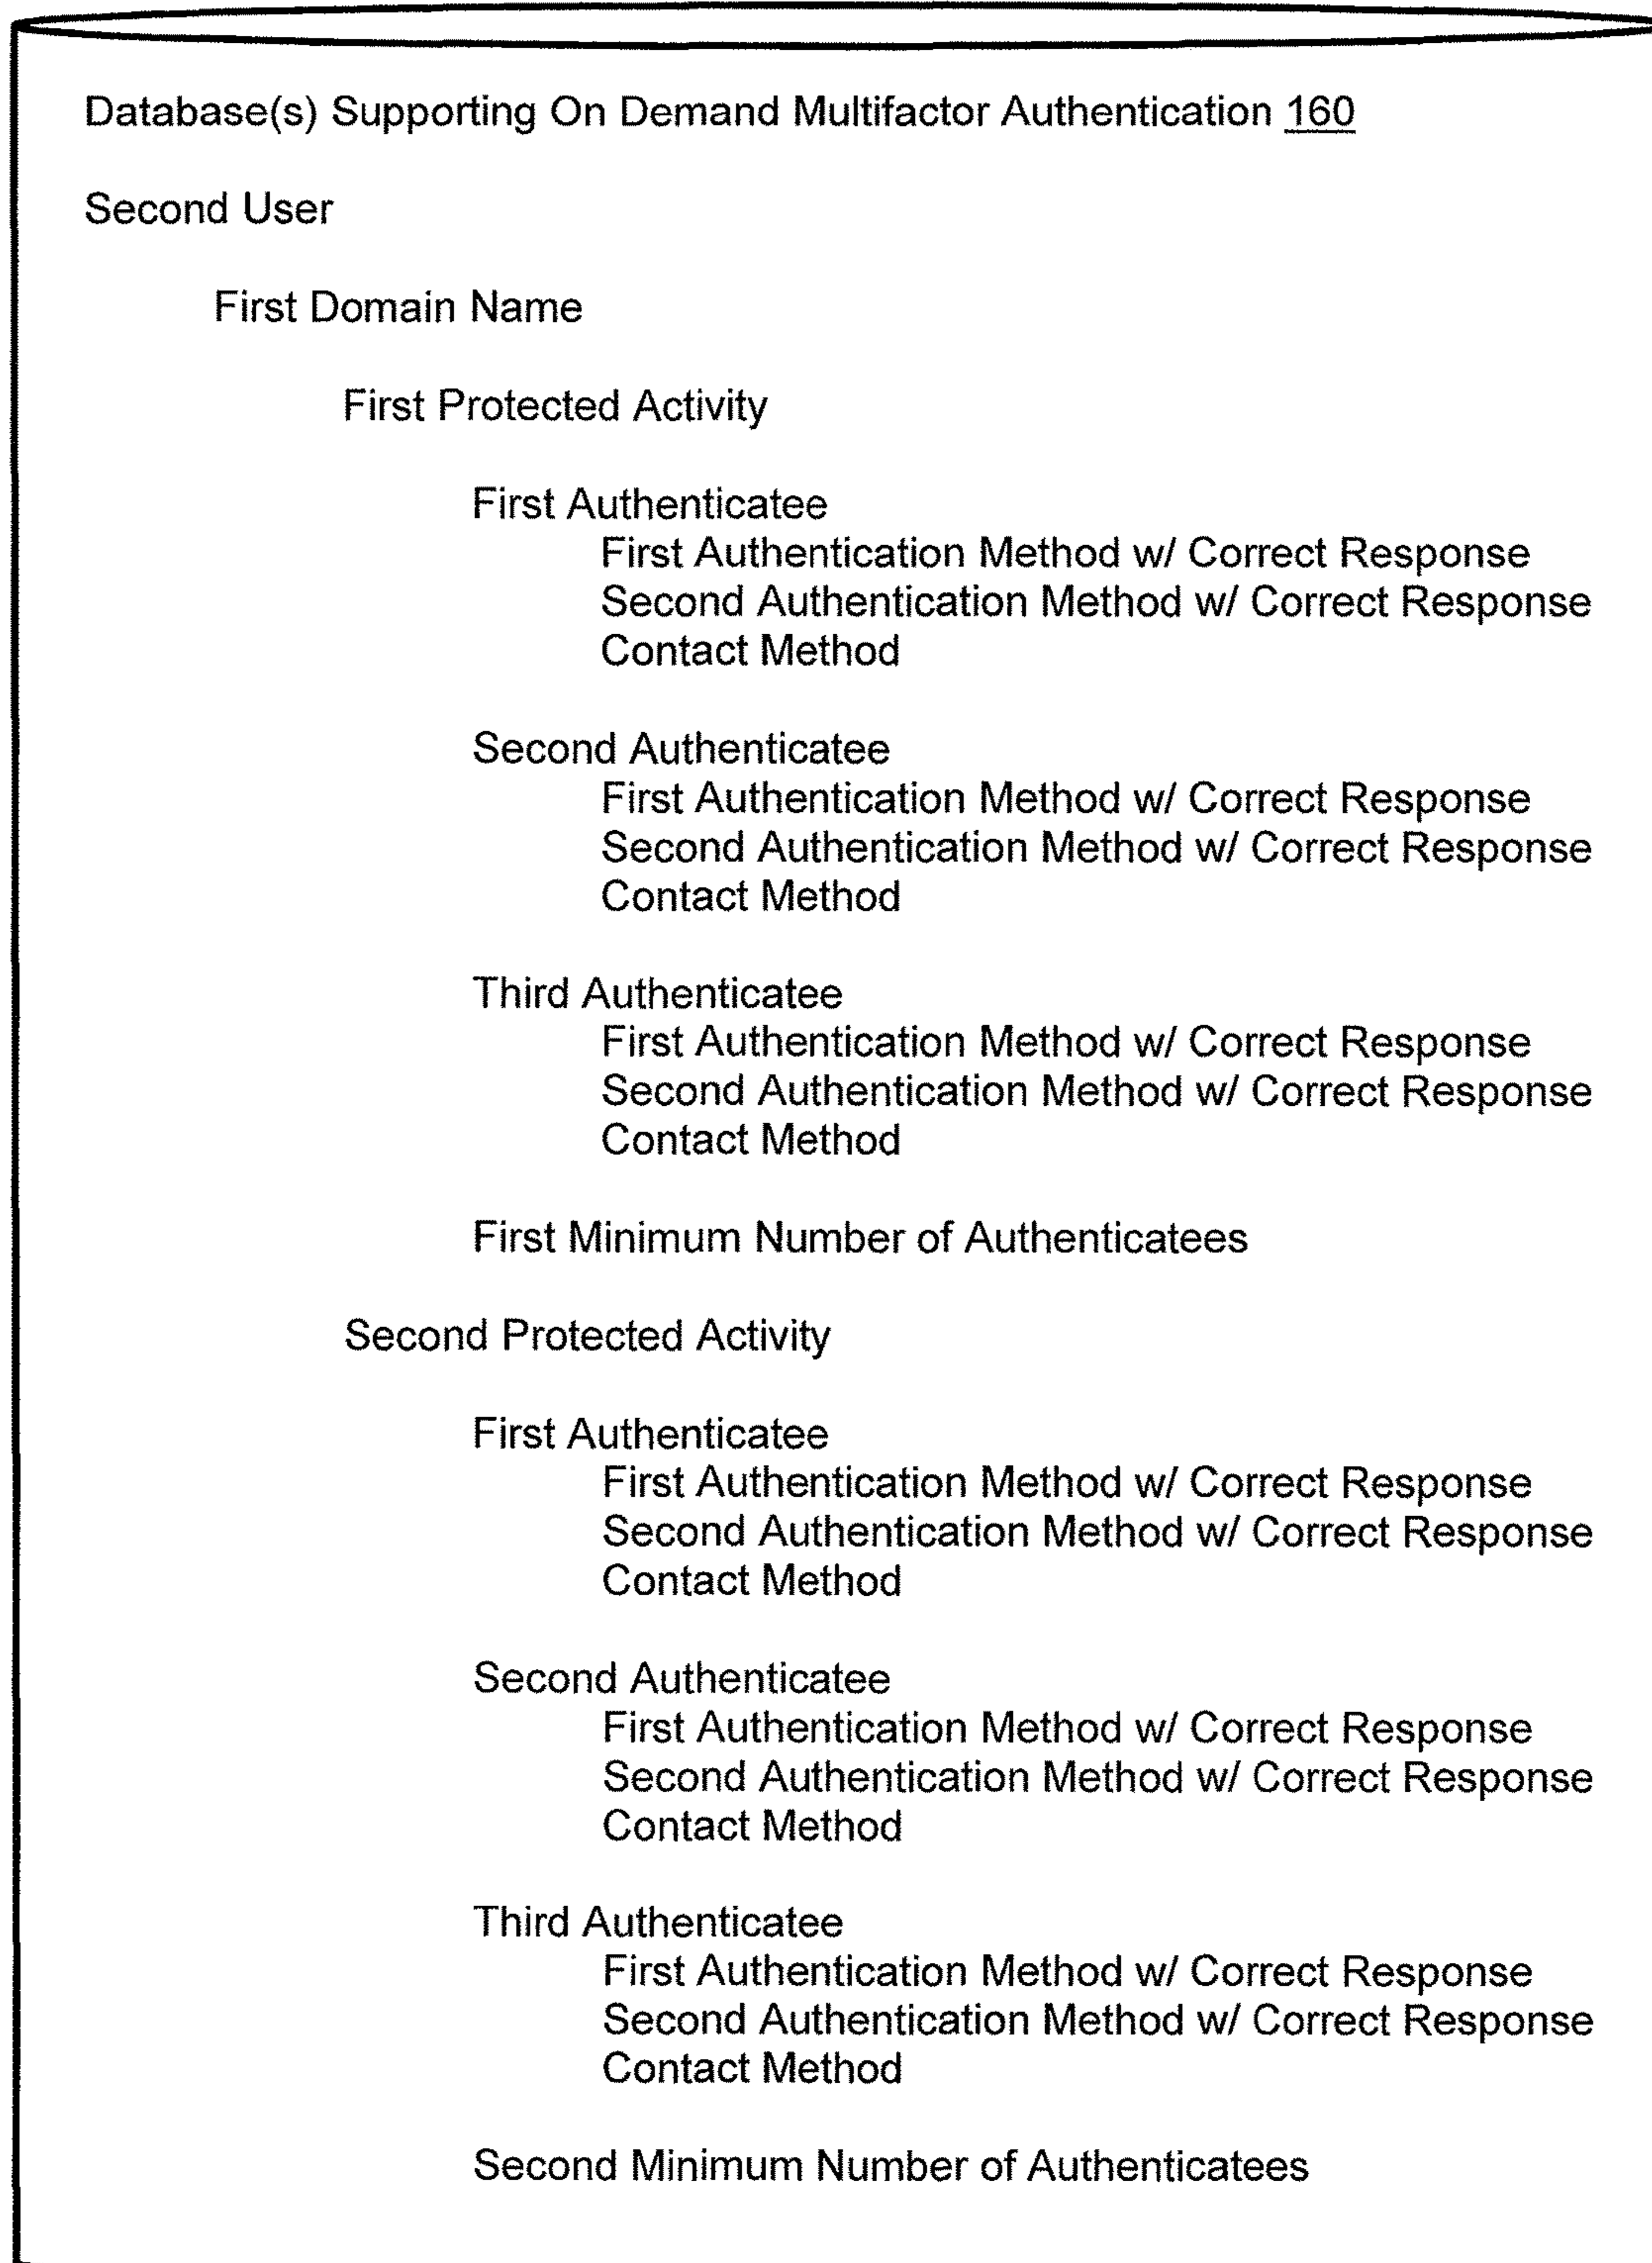 Database(s) Supporting On Demand Multifactor Authentication 160
Second User
First Domain Name
First Protected Activity
First Authenticatee
First Authentication Method w/ Correct Response
Second Authentication Method w/ Correct Response
Contact Method
Second Authenticatee
First Authentication Method w/ Correct Response
Second Authentication Method w/ Correct Response
Contact Method
Third Authenticatee
First Authentication Method w/ Correct Response
Second Authentication Method w/ Correct Response
Contact Method
First Minimum Number of Authenticatees
Second Protected Activity
First Authenticatee
First Authentication Method w/ Correct Response
Second Authentication Method w/ Correct Response
Contact Method
Second Authenticatee
First Authentication Method w/ Correct Response
Second Authentication Method w/ Correct Response
Contact Method
Third Authenticatee
First Authentication Method w/ Correct Response
Second Authentication Method w/ Correct Response
Contact Method
Second Minimum Number of Authenticatees